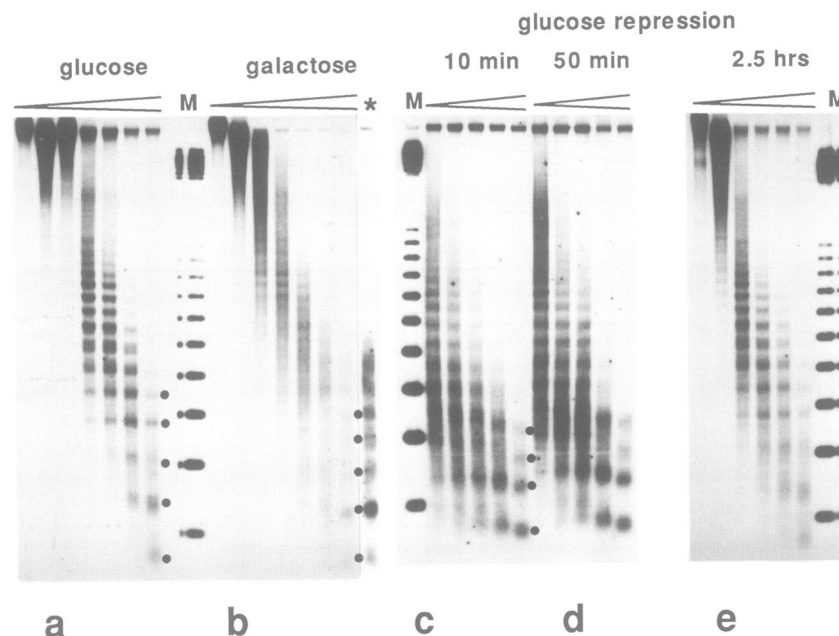 glucose repression
glucose M galactose * M 10 min 50 min 2.5 hrs M
a b c d e